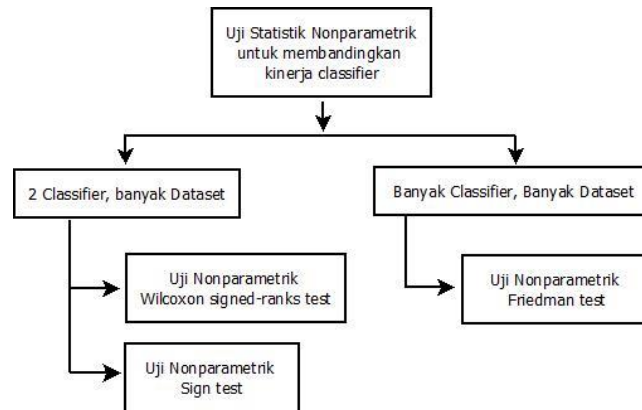 Uji Statistik Nonparametrik
untuk membandingkan
kinerja classifier
2 Classifier, banyak Dataset
Banyak Classifier, Banyak Dataset
Uji Nonparametrik
Wilcoxon signed-ranks test
Uji Nonparametrik
Friedman test
Uji Nonparametrik
Sign test